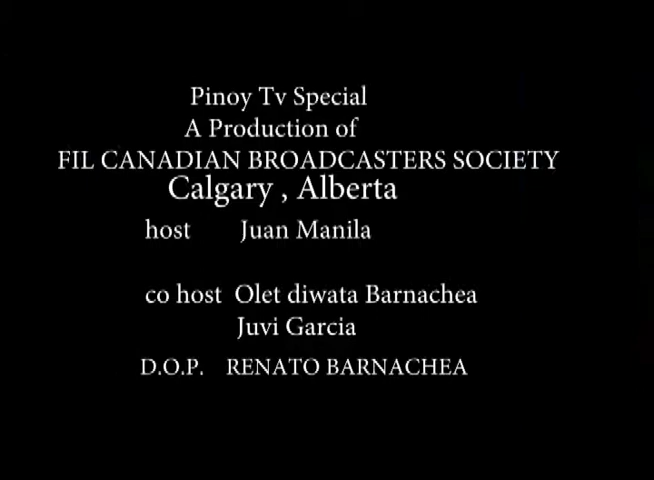 Pinoy Tv Special
A Production of
FIL CANADIAN BROADCASTERS SOCIETY
Calgary , Alberta
host Juan Manila
co host Olet diwata Barnachea
Juvi Garcia
D.O.P. RENATO BARNACHEA